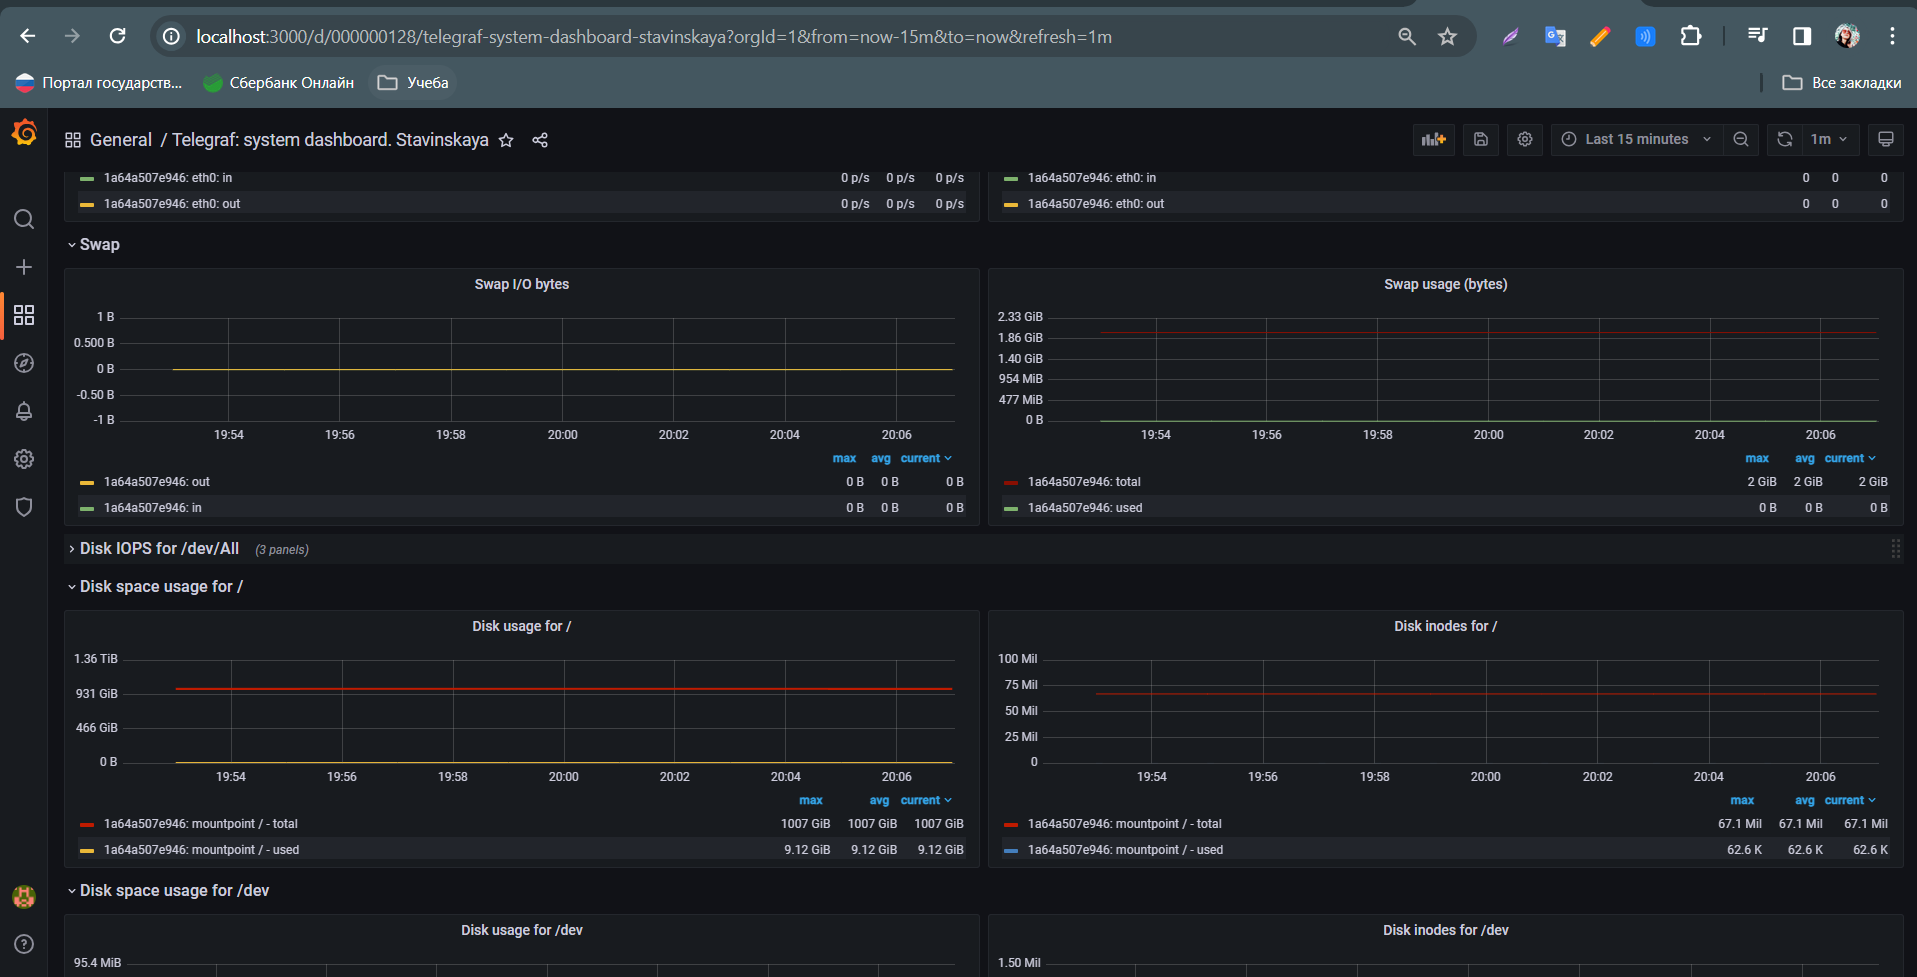 localhost:3000/d/000000128/telegraf-system-dashboard-stavinskaya?orgId=1&from=now-15m&to=now&refresh=1m
Портал государств... Сбербанк Онлайн Учеба Все закладки
General / Telegraf: system dashboard. Stavinskaya Last 15 minutes 1m
1a64a507e946: eth0: in 0 p/s 0 p/s 0 p/s
1a64a507e946: eth0: out 0 p/s 0 p/s 0 p/s
1a64a507e946: eth0: in 0 0 0
1a64a507e946: eth0: out 0 0 0
Swap
Swap I/O bytes
1 B
0.500 B
0 B
-0.50 B
-1 B
19:54 19:56 19:58 20:00 20:02 20:04 20:06
max avg current
1a64a507e946: out 0 B 0 B 0 B
1a64a507e946: in 0 B 0 B 0 B
Swap usage (bytes)
2.33 GiB
1.86 GiB
1.40 GiB
954 MiB
477 MiB
0 B
19:54 19:56 19:58 20:00 20:02 20:04 20:06
max avg current
1a64a507e946: total 2 GiB 2 GiB 2 GiB
1a64a507e946: used 0 B 0 B 0 B
Disk IOPS for /dev/All (3 panels)
Disk space usage for /
Disk usage for /
1.36 TiB
931 GiB
466 GiB
0 B
19:54 19:56 19:58 20:00 20:02 20:04 20:06
max avg current
1a64a507e946: mountpoint / - total 1007 GiB 1007 GiB 1007 GiB
1a64a507e946: mountpoint / - used 9.12 GiB 9.12 GiB 9.12 GiB
Disk inodes for /
100 Mil
75 Mil
50 Mil
25 Mil
0
19:54 19:56 19:58 20:00 20:02 20:04 20:06
max avg current
1a64a507e946: mountpoint / - total 67.1 Mil 67.1 Mil 67.1 Mil
1a64a507e946: mountpoint / - used 62.6 K 62.6 K 62.6 K
Disk space usage for /dev
Disk usage for /dev
95.4 MiB
Disk inodes for /dev
1.50 Mil